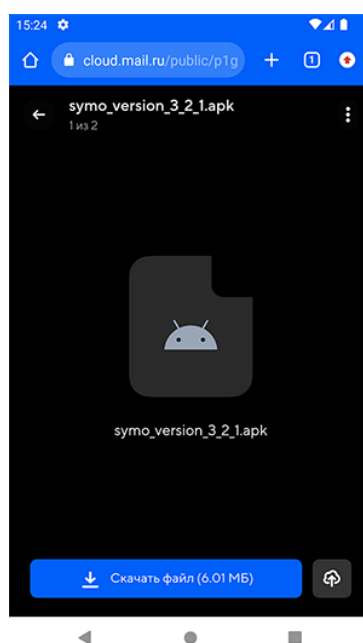 15:24
cloud.mail.ru/public/p1g
1
symo_version_3_2_1.apk
1 из 2
symo_version_3_2_1.apk
Скачать файл (6.01 МБ)